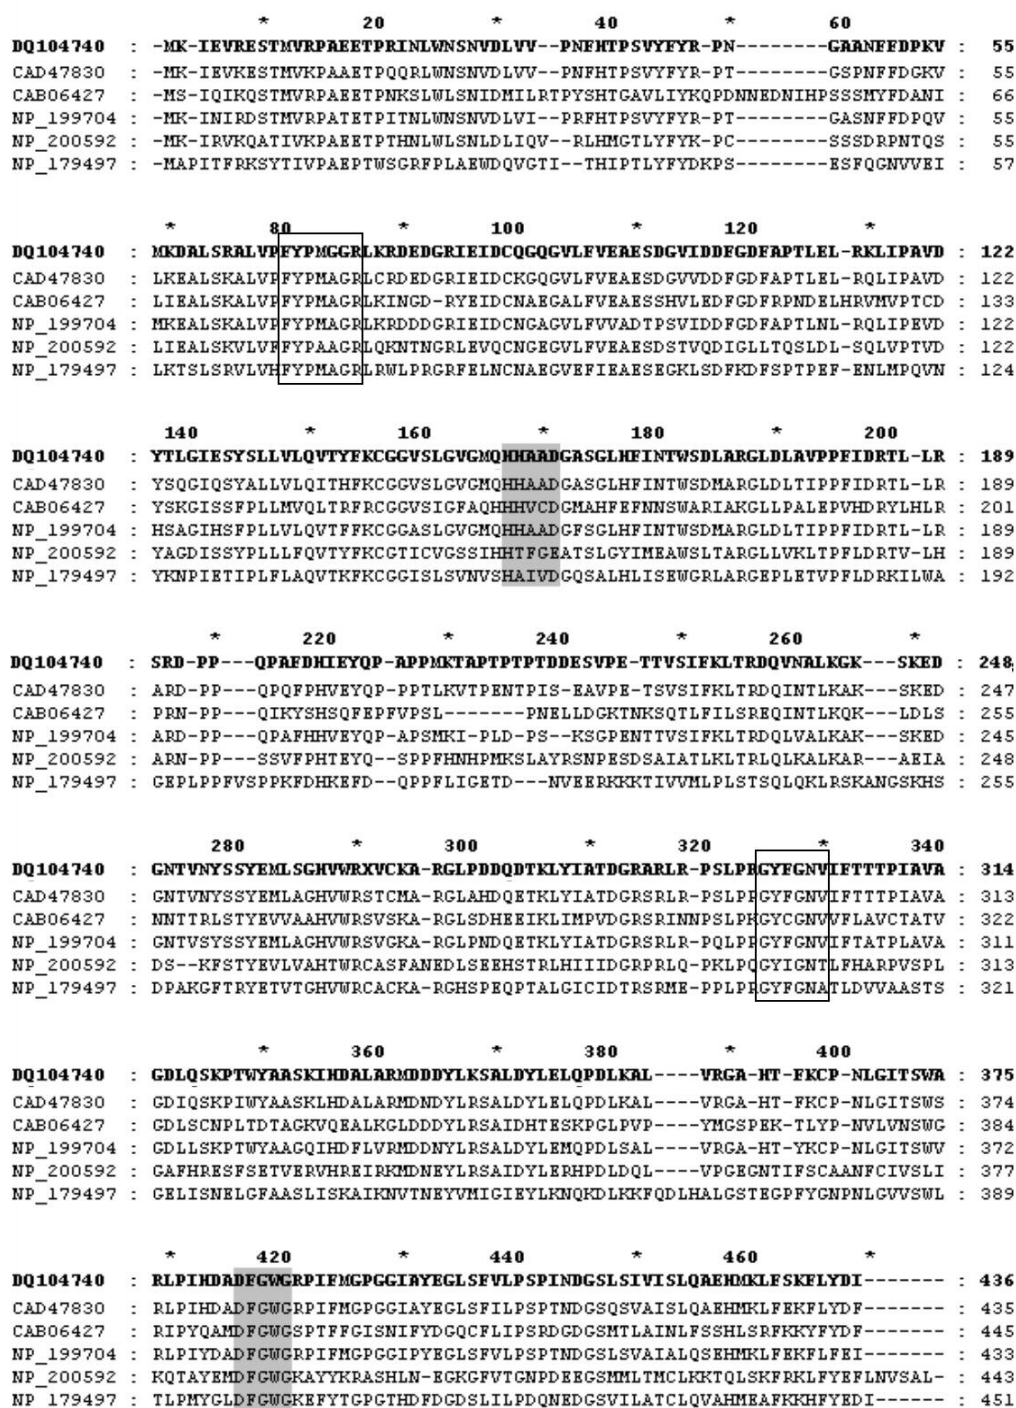 * 20 * 40 * 60
DQ104740 : -MK-IEVRESTMVRPAEETPRINLWNSNVDLVV--PNFHTPSVYFYR-PN--------GAANFFDPKV : 55
CAD47830 : -MK-IEVKESTMVKPAAETPQQRLWNSNVDLVV--PNFHTPSVYFYR-PT--------GSPNFFDGKV : 55
CAB06427 : -MS-IQIKQSTMVRPAEETPNKSLWLSNIDMILRTPYSHTGAVLIYKQPDNNEDNIHPSSSMYFDANI : 66
NP_199704 : -MK-INIRDSTMVRPATETPITNLWNSNVDLVI--PRFHTPSVYFYR-PT--------GASNFFDPQV : 55
NP_200592 : -MK-IRVKQATIVKPAEETPTHNLWLSNLDLIQV--RLHMGTLYFYK-PC--------SSSDRPNTQS : 55
NP_179497 : -MAPITFRKSYTIVPAEPTWSGRFPLAEWDQVGTI--THIPTLYFYDKPS--------ESFQGNVVEI : 57
* 80 * 100 * 120 *
DQ104740 : MKDALSRALVPFYPMGGRLKRDEDGRIEIDCQGQGVLFVEAESDGVIDDFGDFAPTLEL-RKLIPAVD : 122
CAD47830 : LKEALSKALVPFYPMAGRLCRDEDGRIEIDCKGQGVLFVEAESDGVVDDFGDFAPTLEL-RQLIPAVD : 122
CAB06427 : LIEALSKALVPFYPMAGRLKINGD-RYEIDCNAEGALFVEAESSHVLEDFGDFRPNDELHRVMVPTCD : 133
NP_199704 : MKEALSKALVPFYPMAGRLKRDDDGRIEIDCNGAGVLFVVADTPSVIDDFGDFAPTLNL-RQLIPEVD : 122
NP_200592 : LIEALSKVLVFFYPAAGRLQKNTNGRLEVQCNGEGVLFVEAESDSTVQDIGLLTQSLDL-SQLVPTVD : 122
NP_179497 : LKTSLSRVLVHFYPMAGRLRWLPRGRFELNCNAEGVEFIEAESEGKLSDFKDFSPTPEF-ENLMPQVN : 124
140 * 160 * 180 * 200
DQ104740 : YTLGIESYSLLVLQVTYFKCGGVSLGVGMQHHAADGASGLHFINTWSDLARGLDLAVPPFIDRTL-LR : 189
CAD47830 : YSQGIQSYALLVLQITHFKCGGVSLGVGMQHHAADGASGLHFINTWSDMARGLDLTIPPFIDRTL-LR : 189
CAB06427 : YSKGISSFPLLMVQLTRFRCGGVSIGFAQHHHVCDGMAHFEFNNSWARIAKGLLPALEPVHDRYLHLR : 201
NP_199704 : HSAGIHSFPLLVLQVTFFKCGGASLGVGMQHHAADGFSGLHFINTWSDMARGLDLTIPPFIDRTL-LR : 189
NP_200592 : YAGDISSYPLLLFQVTYFKCGTICVGSSIHHTFGEATSLGYIMEAWSLTARGLLVKLTPFLDRTV-LH : 189
NP_179497 : YKNPIETIPLFLAQVTKFKCGGISLSVNVSHAIVDGQSALHLISEWGRLARGEPLETVPFLDRKILWA : 192
* 220 * 240 * 260 *
DQ104740 : SRD-PP---QPAFDHIEYQP-APPMKTAPTPTPTDDESVPE-TTVSIFKLTRDQVNALKGK---SKED : 248
CAD47830 : ARD-PP---QPQFPHVEYQP-PPTLKVTPENTPIS-EAVPE-TSVSIFKLTRDQINTLKAK---SKED : 247
CAB06427 : PRN-PP---QIKYSHSQFEPFVPSL-------PNELLDGKTNKSQTLFILSREQINTLKQK---LDLS : 255
NP_199704 : ARD-PP---QPAFHHVEYQP-APSMKI-PLD-PS--KSGPENTTVSIFKLTRDQLVALKAK---SKED : 245
NP_200592 : ARN-PP---SSVFPHTEYQ--SPPFHNHPMKSLAYRSNPESDSAIATLKLTRLQLKALKAR---AEIA : 248
NP_179497 : GEPLPPFVSPPKFDHKEFD--QPPFLIGETD---NVEERKKKTIVVMLPLSTSQLQKLRSKANGSKHS : 255
280 * 300 * 320 * 340
DQ104740 : GNTVNYSSYEMLSGHVWRXVCKA-RGLPDDQDTKLYIATDGRARLR-PSLPPGYFGNVIFTTTPIAVA : 314
CAD47830 : GNTVNYSSYEMLAGHVWRSTCMA-RGLAHDQETKLYIATDGRSRLR-PSLPPGYFGNVIFTTTPIAVA : 313
CAB06427 : NNTTRLSTYEVVAAHVWRSVSKA-RGLSDHEEIKLIMPVDGRSRINNPSLPKGYCGNVVFLAVCTATV : 322
NP_199704 : GNTVSYSSYEMLAGHVWRSVGKA-RGLPNDQETKLYIATDGRSRLR-PQLPPGYFGNVIFTATPLAVA : 311
NP_200592 : DS--KFSTYEVLVAHTWRCASFANEDLSEEHSTRLHIIIDGRPRLQ-PKLPQGYIGNTLFHARPVSPL : 313
NP_179497 : DPAKGFTRYETVTGHVWRCACKA-RGHSPEQPTALGICIDTRSRME-PPLPRGYFGNATLDVVAASTS : 321
* 360 * 380 * 400
DQ104740 : GDLQSKPTWYAASKIHDALARMDDDYLKSALDYLELQPDLKAL----VRGA-HT-FKCP-NLGITSWA : 375
CAD47830 : GDIQSKPIWYAASKLHDALARMDNDYLRSALDYLELQPDLKAL----VRGA-HT-FKCP-NLGITSWS : 374
CAB06427 : GDLSCNPLTDTAGKVQEALKGLDDDYLRSAIDHTESKPGLPVP----YMGSPEK-TLYP-NVLVNSWG : 384
NP_199704 : GDLLSKPTWYAAGQIHDFLVRMDDNYLRSALDYLEMQPDLSAL----VRGA-HT-YKCP-NLGITSWV : 372
NP_200592 : GAFHRESFSETVERVHREIRKMDNEYLRSAIDYLERHPDLDQL----VPGEGNTIFSCAANFCIVSLI : 377
NP_179497 : GELISNELGFAASLISKAIKNVTNEYVMIGIEYLKNQKDLKKFQDLHALGSTEGPFYGNPNLGVVSWL : 389
* 420 * 440 * 460 *
DQ104740 : RLPIHDADFGWGRPIFMGPGGIAYEGLSFVLPSPINDGSLSIVISLQAEHMKLFSKFLYDI------- : 436
CAD47830 : RLPIHDADFGWGRPIFMGPGGIAYEGLSFILPSPTNDGSQSVAISLQAEHMKLFEKFLYDF------- : 435
CAB06427 : RIPYQAMDFGWGSPTFFGISNIFYDGQCFLIPSRDGDGSMTLAINLFSSHLSRFKKYFYDF------- : 445
NP_199704 : RLPIYDADFGWGRPIFMGPGGIPYEGLSFVLPSPTNDGSLSVAIALQSEHMKLFEKFLFEI------- : 433
NP_200592 : KQTAYEMDFGWGKAYYKRASHLN-EGKGFVTGNPDEEGSMMLTMCLKKTQLSKFRKLFYEFLNVSAL- : 443
NP_179497 : TLPMYGLDFGWGKEFYTGPGTHDFDGDSLILPDQNEDGSVILATCLQVAHMEAFKKHFYEDI------ : 451